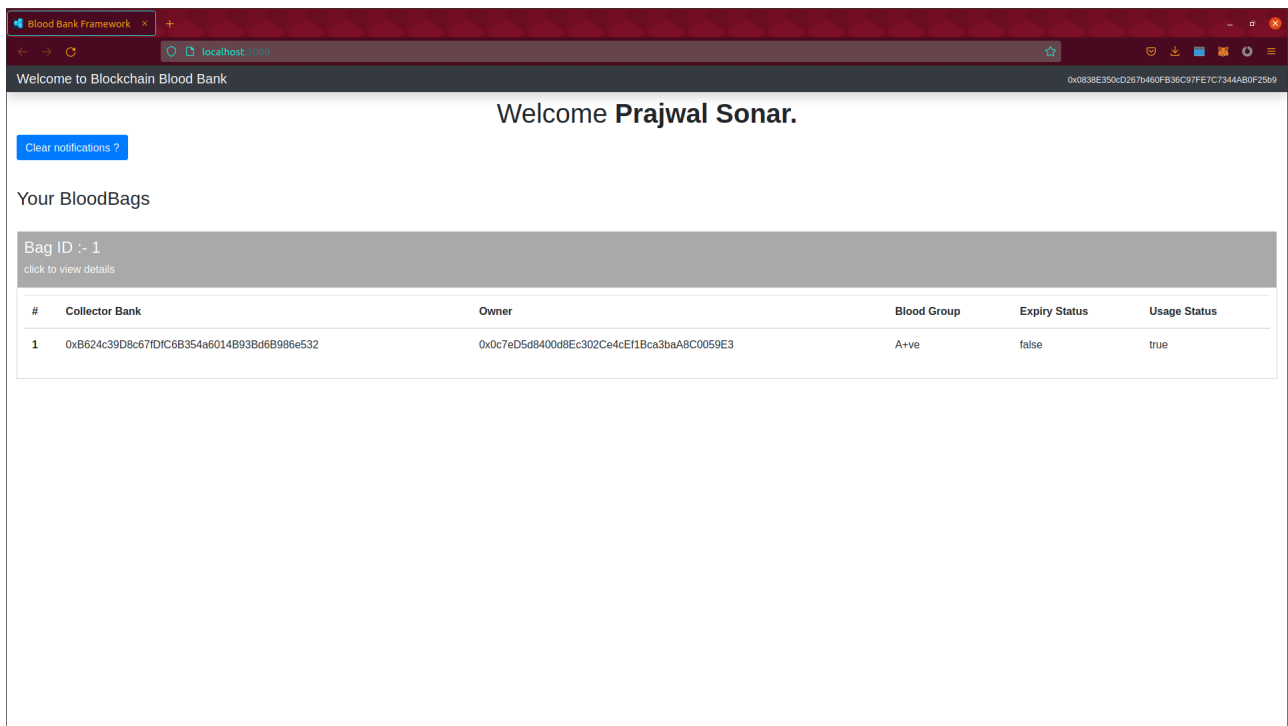 Blood Bank Framework
localhost:3000
Welcome to Blockchain Blood Bank 0x0838E350cD267b460FB36C97FE7C7344AB0F25b9
Welcome Prajwal Sonar.
Clear notifications ?
Your BloodBags
Bag ID :- 1
click to view details
# Collector Bank Owner Blood Group Expiry Status Usage Status
1 0xB624c39D8c67fDfC6B354a6014B93Bd6B986e532 0x0c7eD5d8400d8Ec302Ce4cEf1Bca3baA8C0059E3 A+ve false true